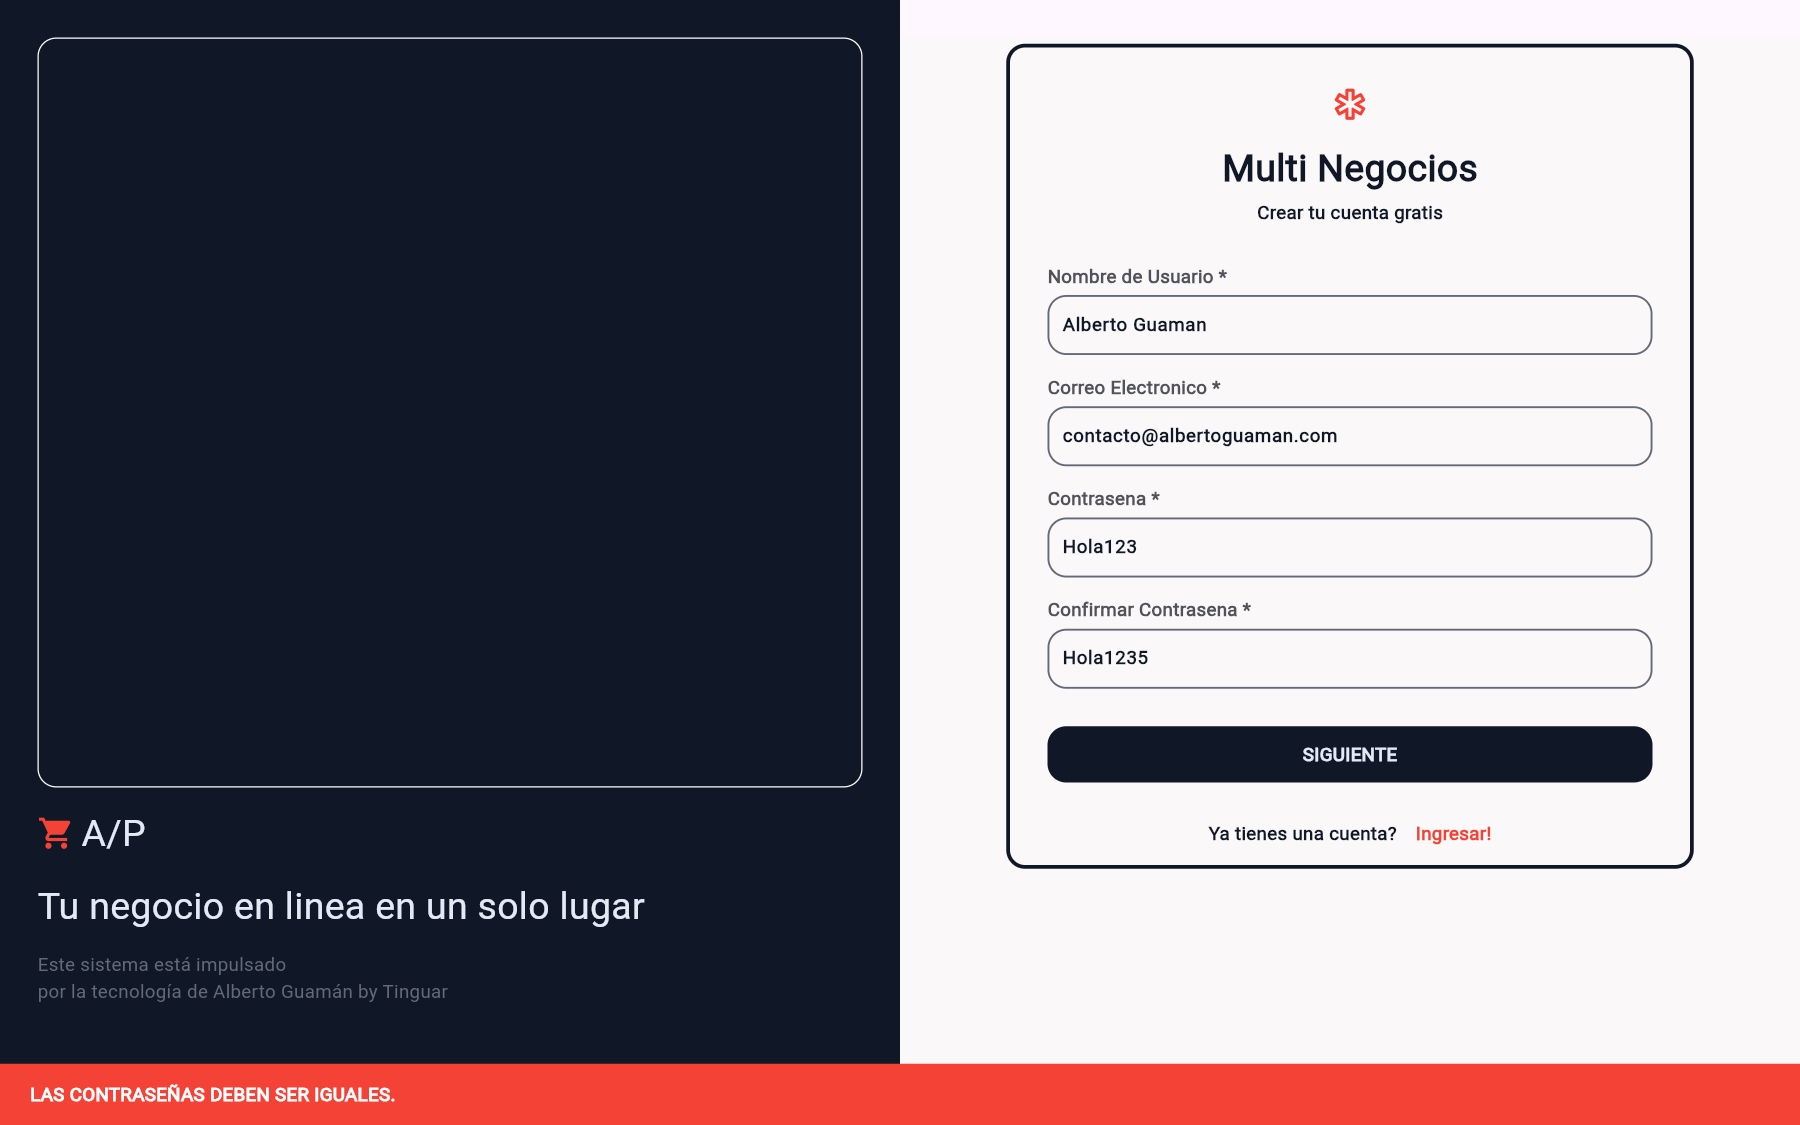 A/P
Tu negocio en linea en un solo lugar
Este sistema está impulsado
por la tecnología de Alberto Guamán by Tinguar
Multi Negocios
Crear tu cuenta gratis
Nombre de Usuario *
Alberto Guaman
Correo Electronico *
contacto@albertoguaman.com
Contrasena *
Hola123
Confirmar Contrasena *
Hola1235
SIGUIENTE
Ya tienes una cuenta? Ingresar!
LAS CONTRASEÑAS DEBEN SER IGUALES.